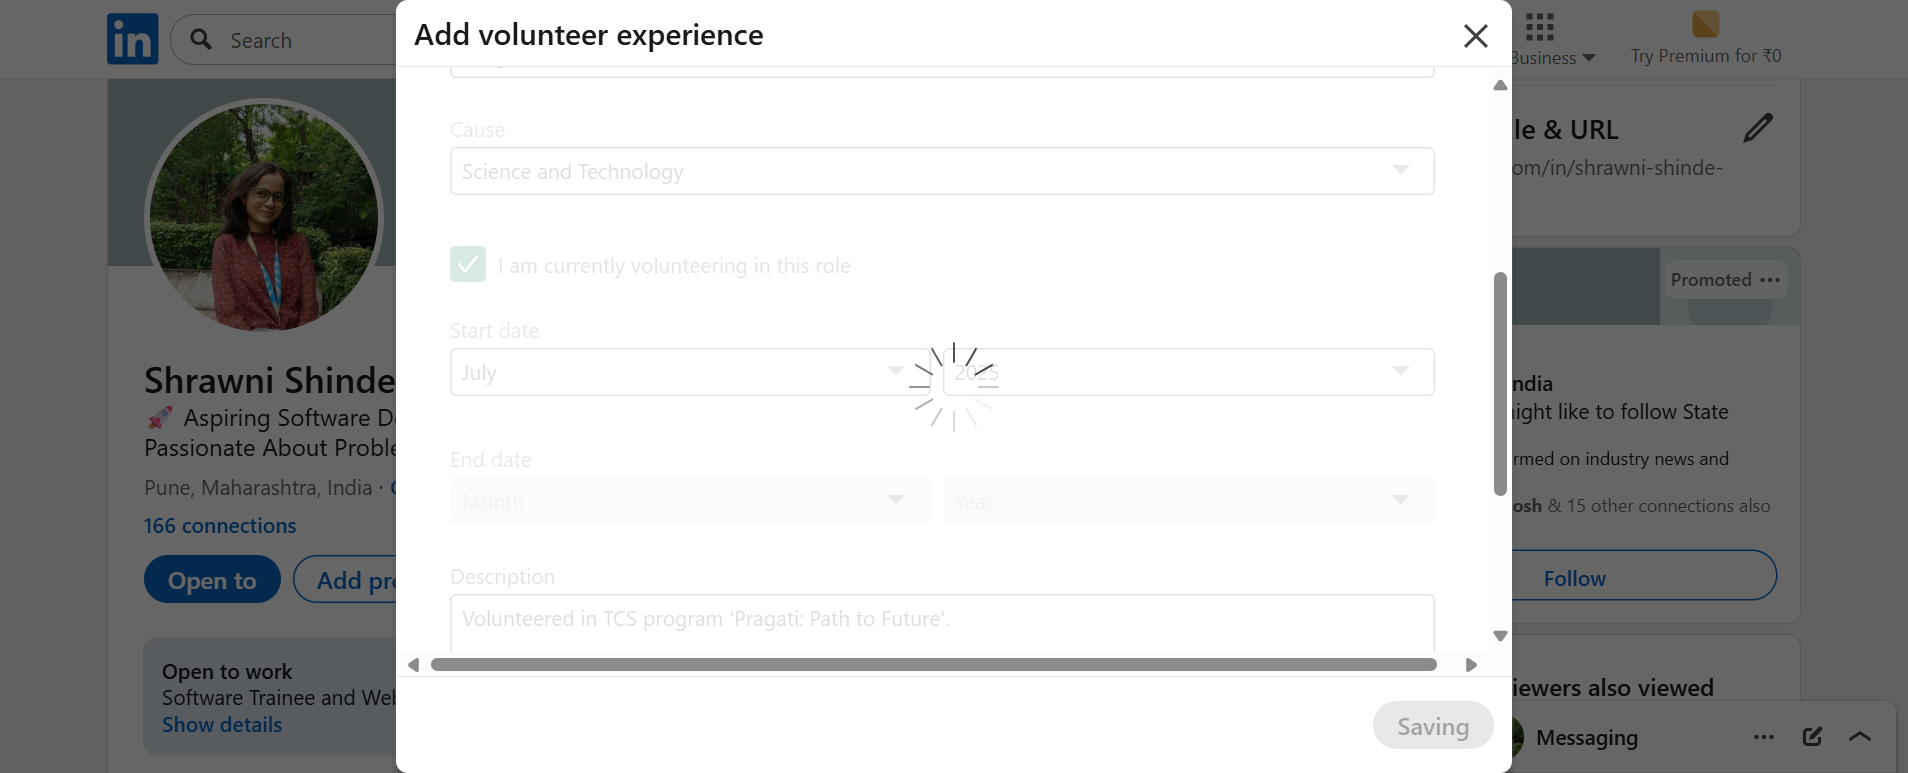 in
Search
Business
Try Premium for ₹0
Add volunteer experience
Cause
Science and Technology
I am currently volunteering in this role
Start date
July
2025
End date
Month
Year
Description
Volunteered in TCS program 'Pragati: Path to Future'.
Saving
Shrawni Shinde
🚀 Aspiring Software De
Passionate About Proble
Pune, Maharashtra, India ·
166 connections
Open to
Add pro
Open to work
Software Trainee and Web
Show details
le & URL
om/in/shrawni-shinde-
Promoted
ndia
ight like to follow State
rmed on industry news and
osh & 15 other connections also
Follow
iewers also viewed
Messaging